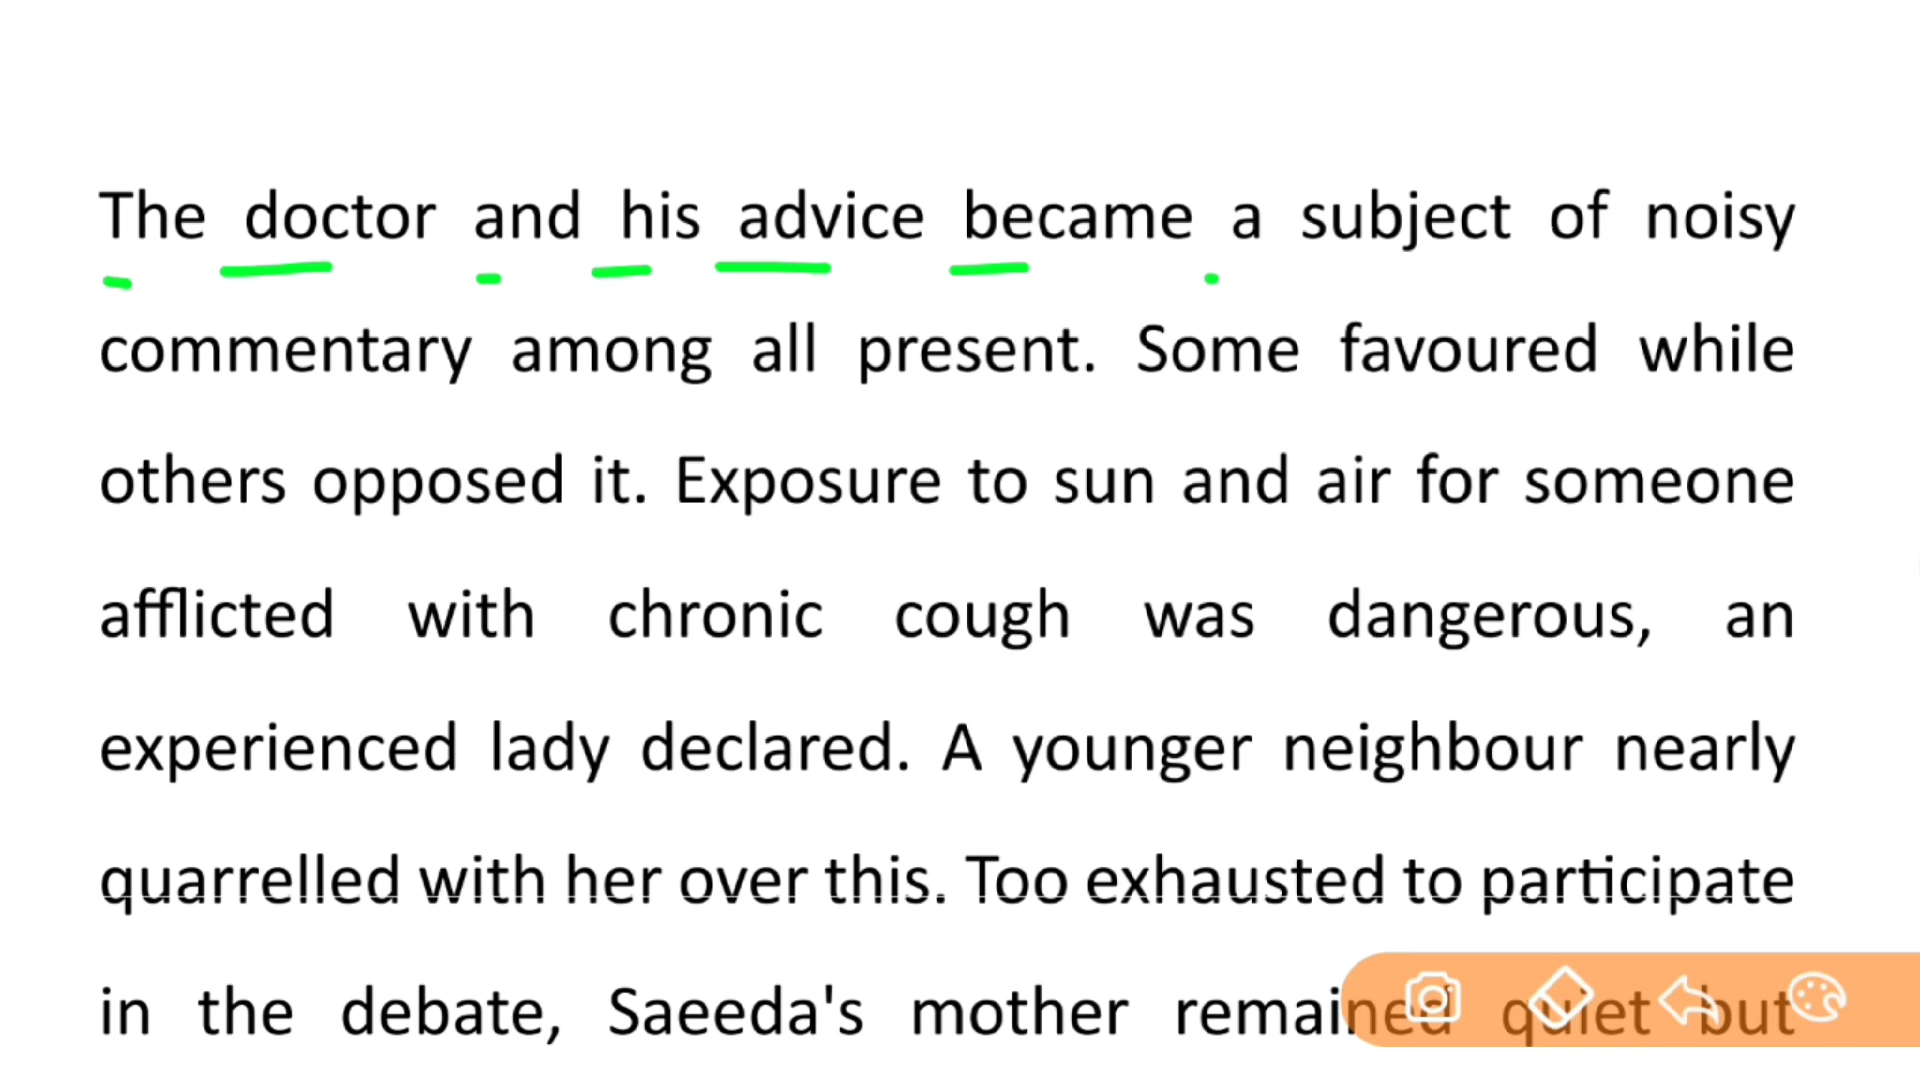 The doctor and his advice became a subject of noisy
commentary among all present. Some favoured while
others opposed it. Exposure to sun and air for someone
afflicted with chronic cough was dangerous, an
experienced lady declared. A younger neighbour nearly
quarrelled with her over this. Too exhausted to participate
in the debate, Saeeda's mother remained quiet but